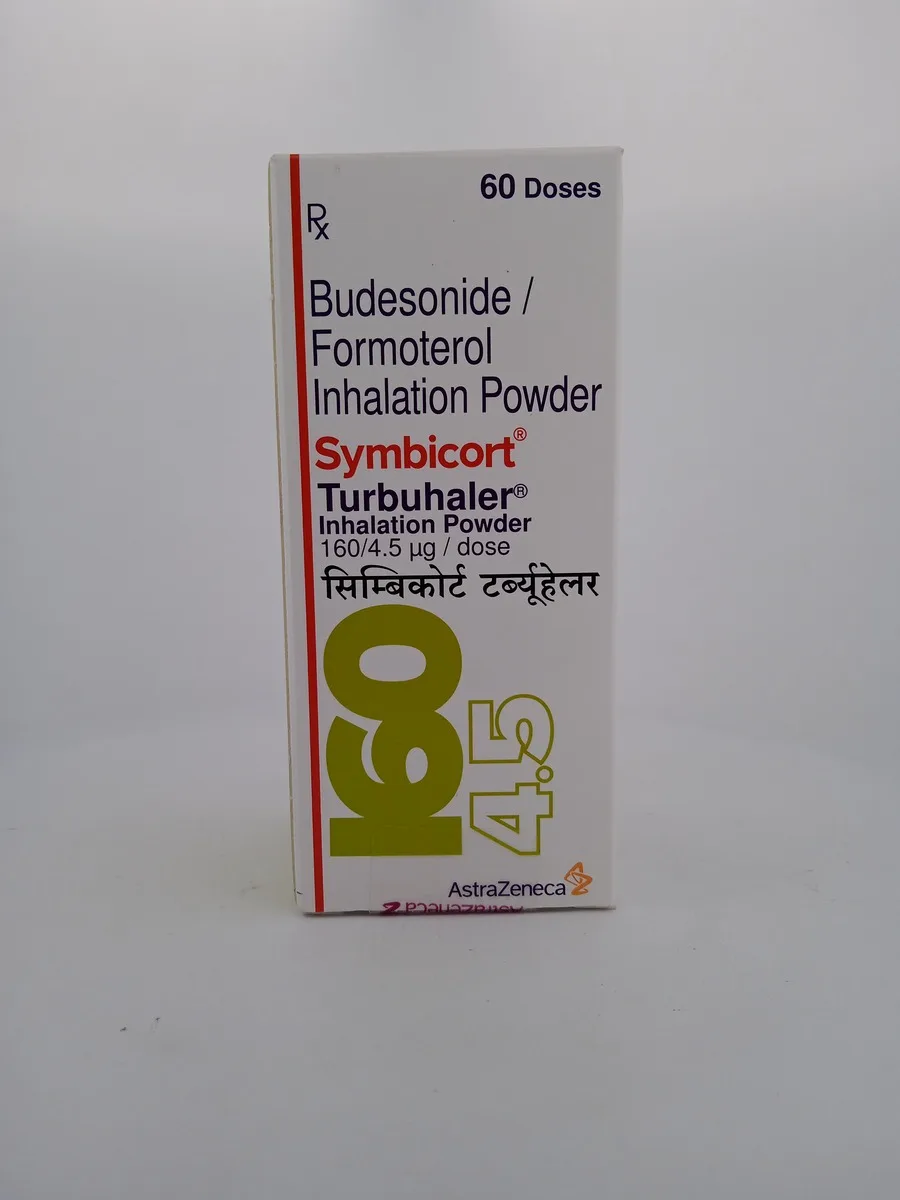 60 Doses
Rx
Budesonide /
Formoterol
Inhalation Powder
Symbicort®
Turbuhaler®
Inhalation Powder
160/4.5 µg / dose
सिम्बिकोर्ट टर्ब्यूहेलर
160
4.5
AstraZeneca
AstraZeneca